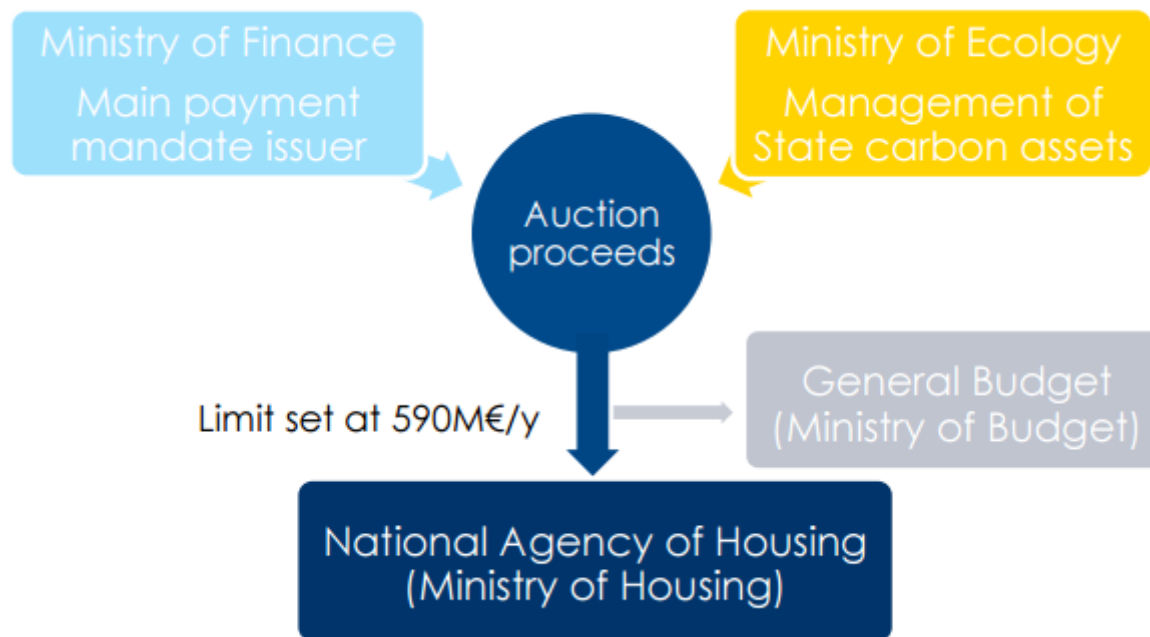 Ministry of Finance
Main payment
mandate issuer
Ministry of Ecology
Management of
State carbon assets
Auction
proceeds
Limit set at 590M€/y
General Budget
(Ministry of Budget)
National Agency of Housing
(Ministry of Housing)